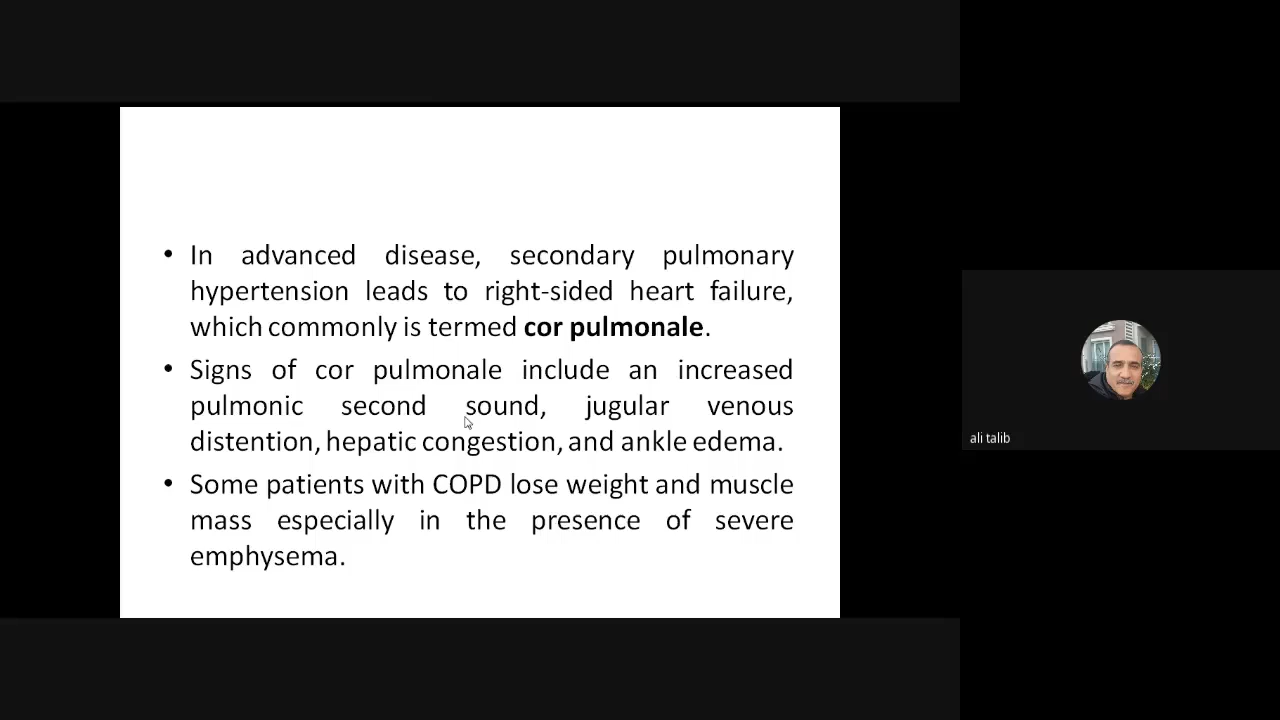 • In advanced disease, secondary pulmonary
hypertension leads to right-sided heart failure,
which commonly is termed cor pulmonale.
• Signs of cor pulmonale include an increased
pulmonic second sound, jugular venous
distention, hepatic congestion, and ankle edema.
• Some patients with COPD lose weight and muscle
mass especially in the presence of severe
emphysema.
ali talib